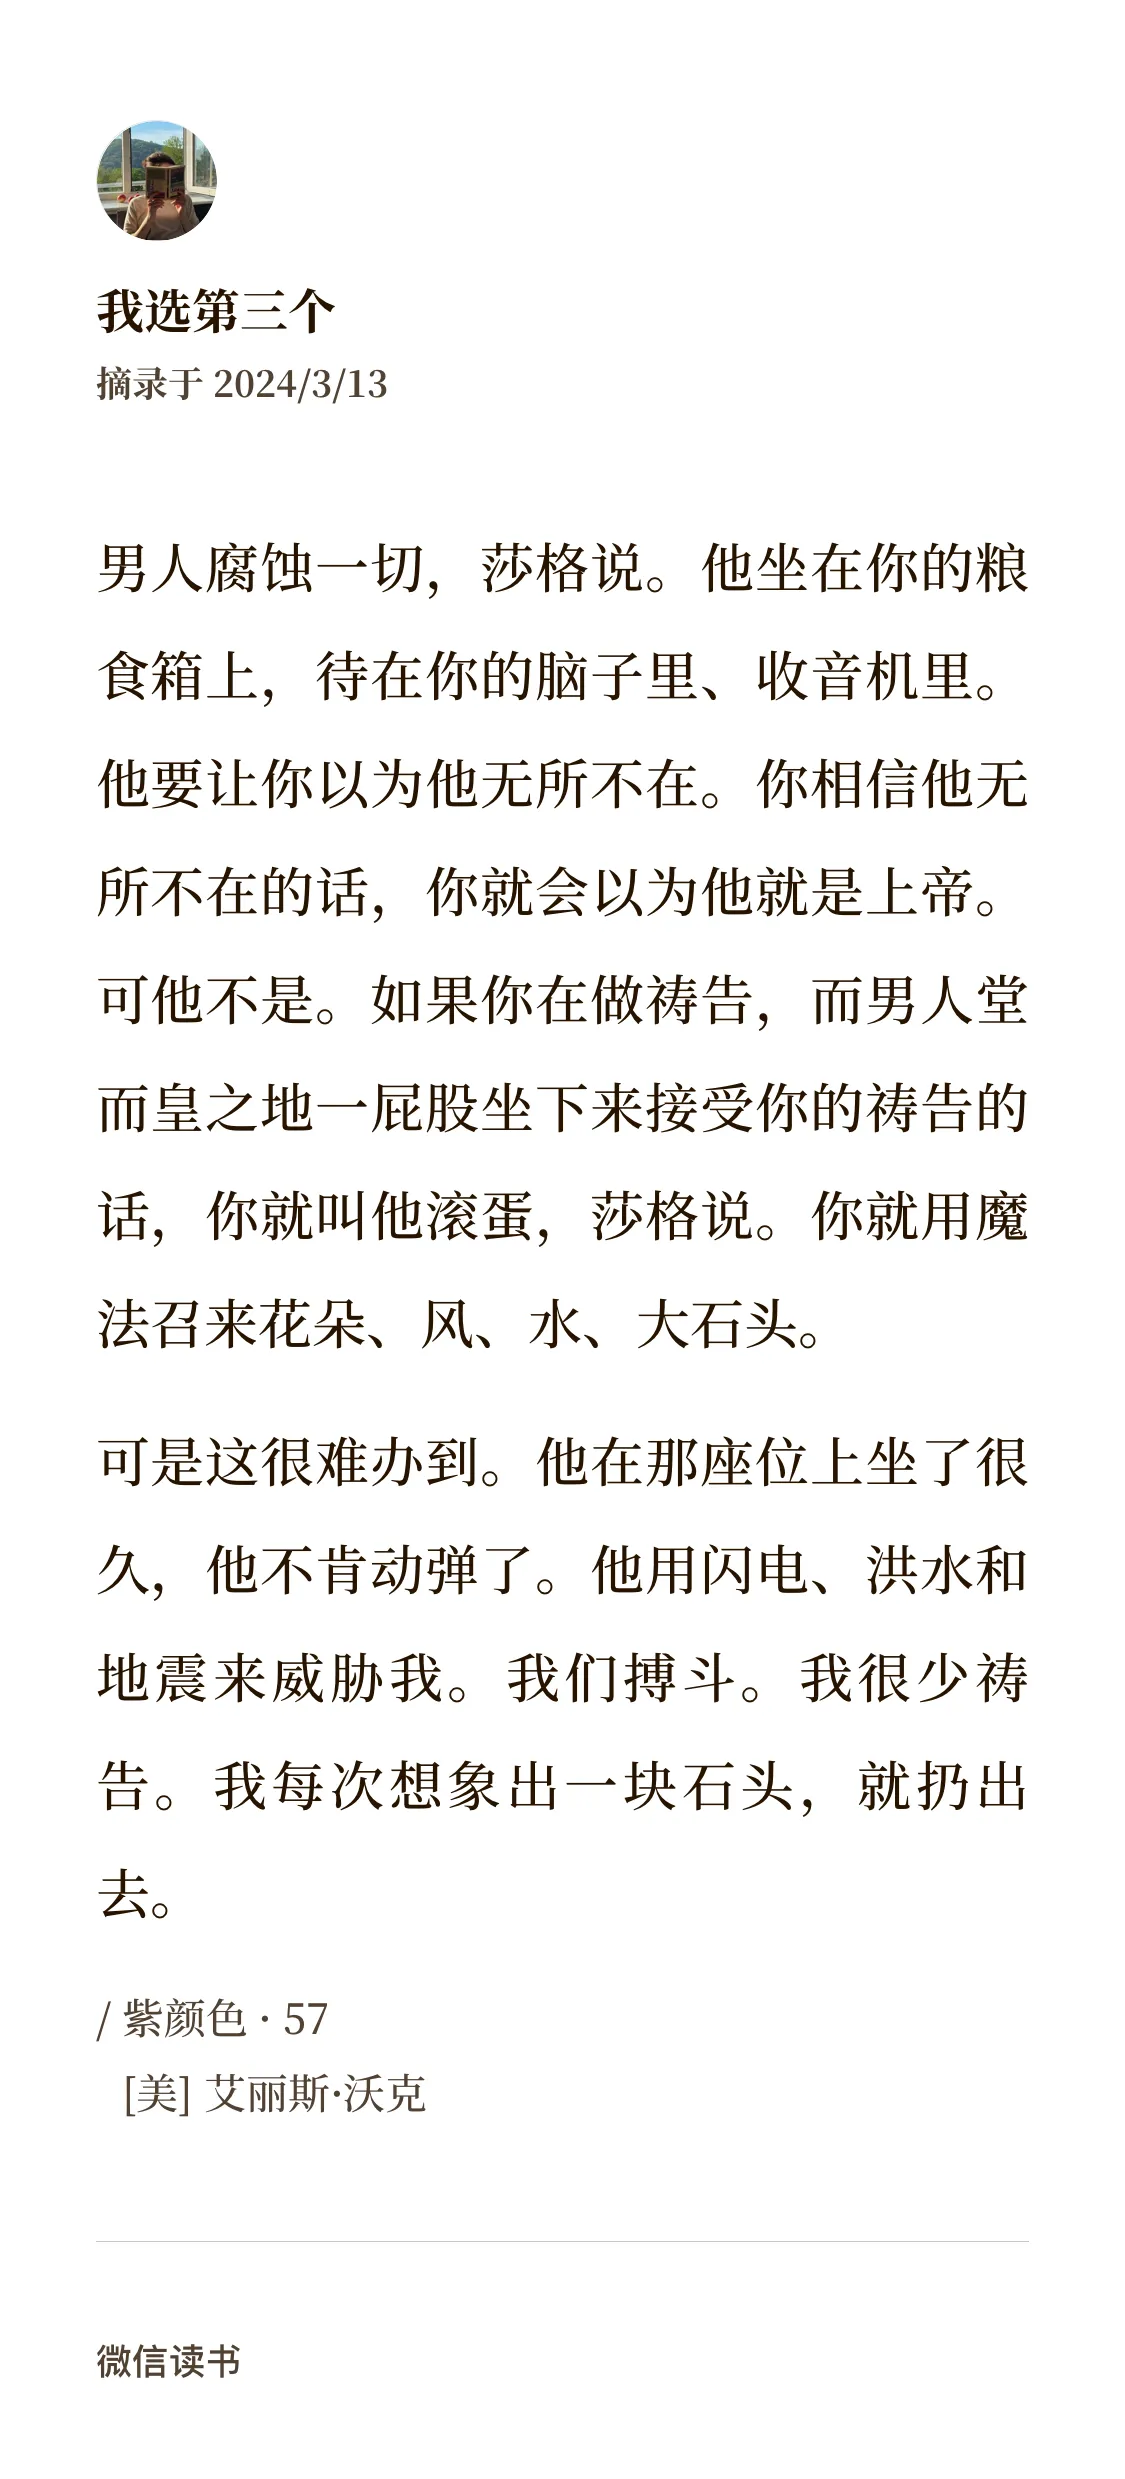 我选第三个
摘录于 2024/3/13
男人腐蚀一切，莎格说。他坐在你的粮
食箱上，待在你的脑子里、收音机里。
他要让你以为他无所不在。你相信他无
所不在的话，你就会以为他就是上帝。
可他不是。如果你在做祷告，而男人堂
而皇之地一屁股坐下来接受你的祷告的
话，你就叫他滚蛋，莎格说。你就用魔
法召来花朵、风、水、大石头。
可是这很难办到。他在那座位上坐了很
久，他不肯动弹了。他用闪电、洪水和
地震来威胁我。我们搏斗。我很少祷
告。我每次想象出一块石头，就扔出
去。
/ 紫颜色 · 57
[美] 艾丽斯·沃克
微信读书